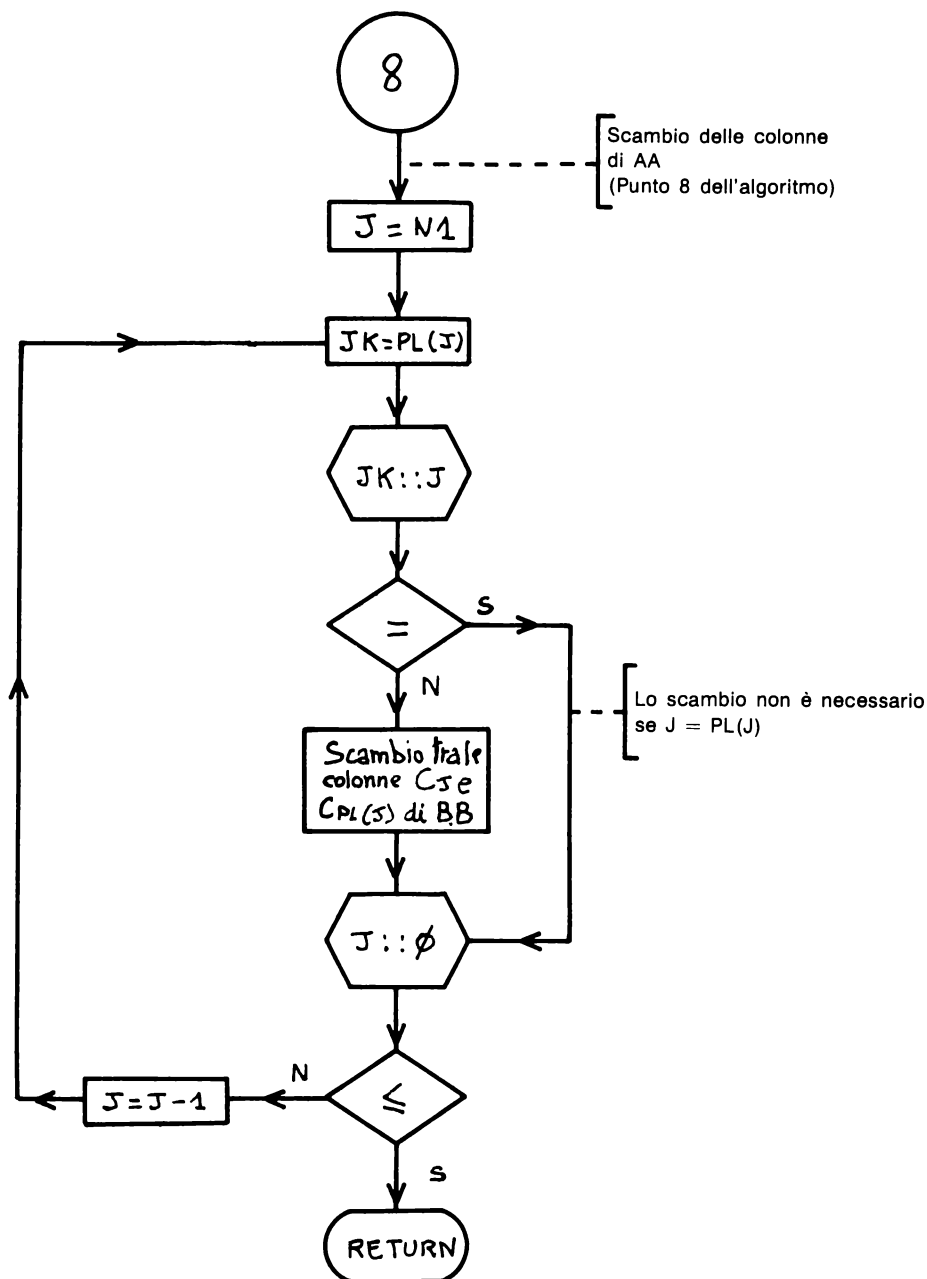 8
Scambio delle colonne
di AA
(Punto 8 dell'algoritmo)
J = N1
JK=PL(J)
JK::J
=
S
N
Lo scambio non è necessario
se J = PL(J)
Scambio tra le
colonne CJ e
CPL(J) di BB
J::Ø
≤
N
J=J-1
S
RETURN